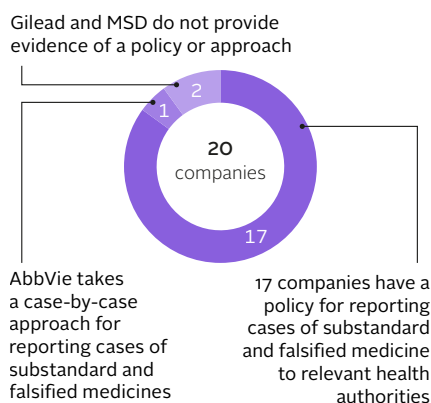 Gilead and MSD do not provide
evidence of a policy or approach
2
1
20
companies
17
AbbVie takes
a case-by-case
approach for
reporting cases of
substandard and
falsified medicines
17 companies have a
policy for reporting
cases of substandard
and falsified medicine
to relevant health
authorities